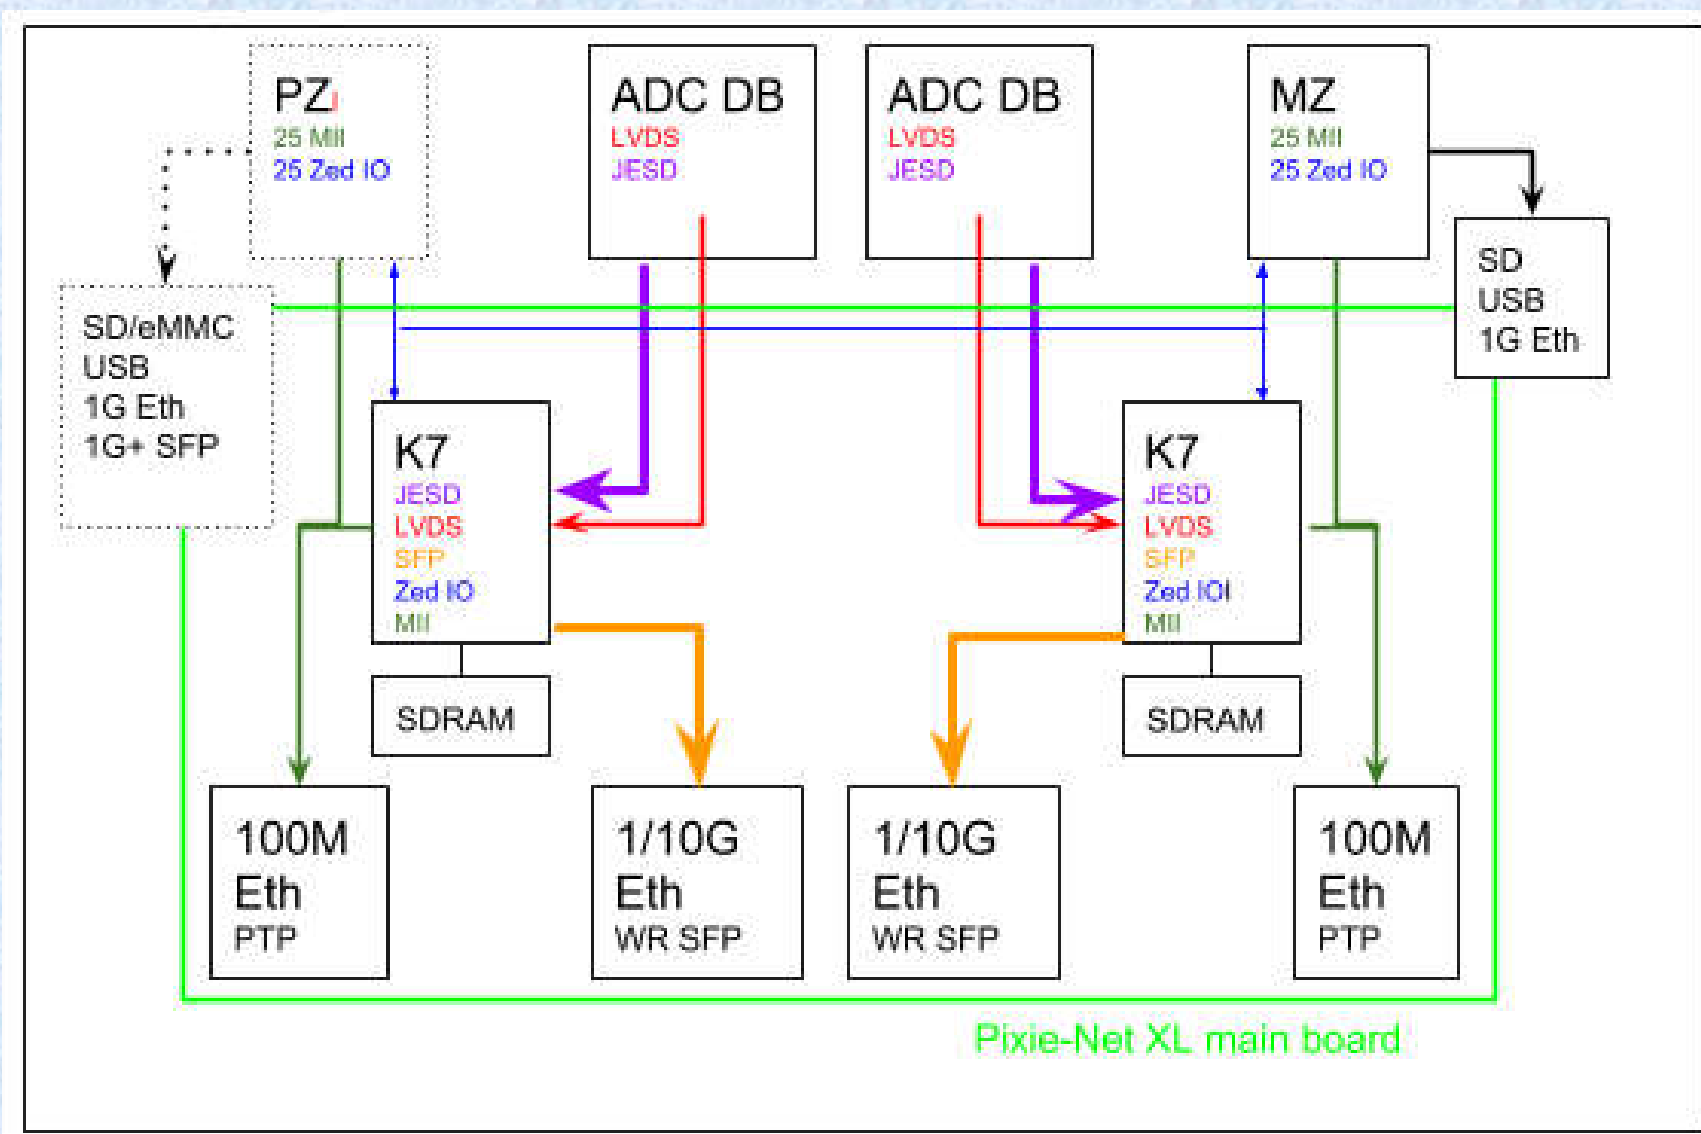 PZ
25 MII
25 Zed IO
ADC DB
LVDS
JESD
ADC DB
LVDS
JESD
MZ
25 MII
25 Zed IO
SD/eMMC
USB
1G Eth
1G+ SFP
SD
USB
1G Eth
K7
JESD
LVDS
SFP
Zed IO
MII
K7
JESD
LVDS
SFP
Zed IOI
MII
SDRAM
SDRAM
100M
Eth
PTP
1/10G
Eth
WR SFP
1/10G
Eth
WR SFP
100M
Eth
PTP
Pixie-Net XL main board